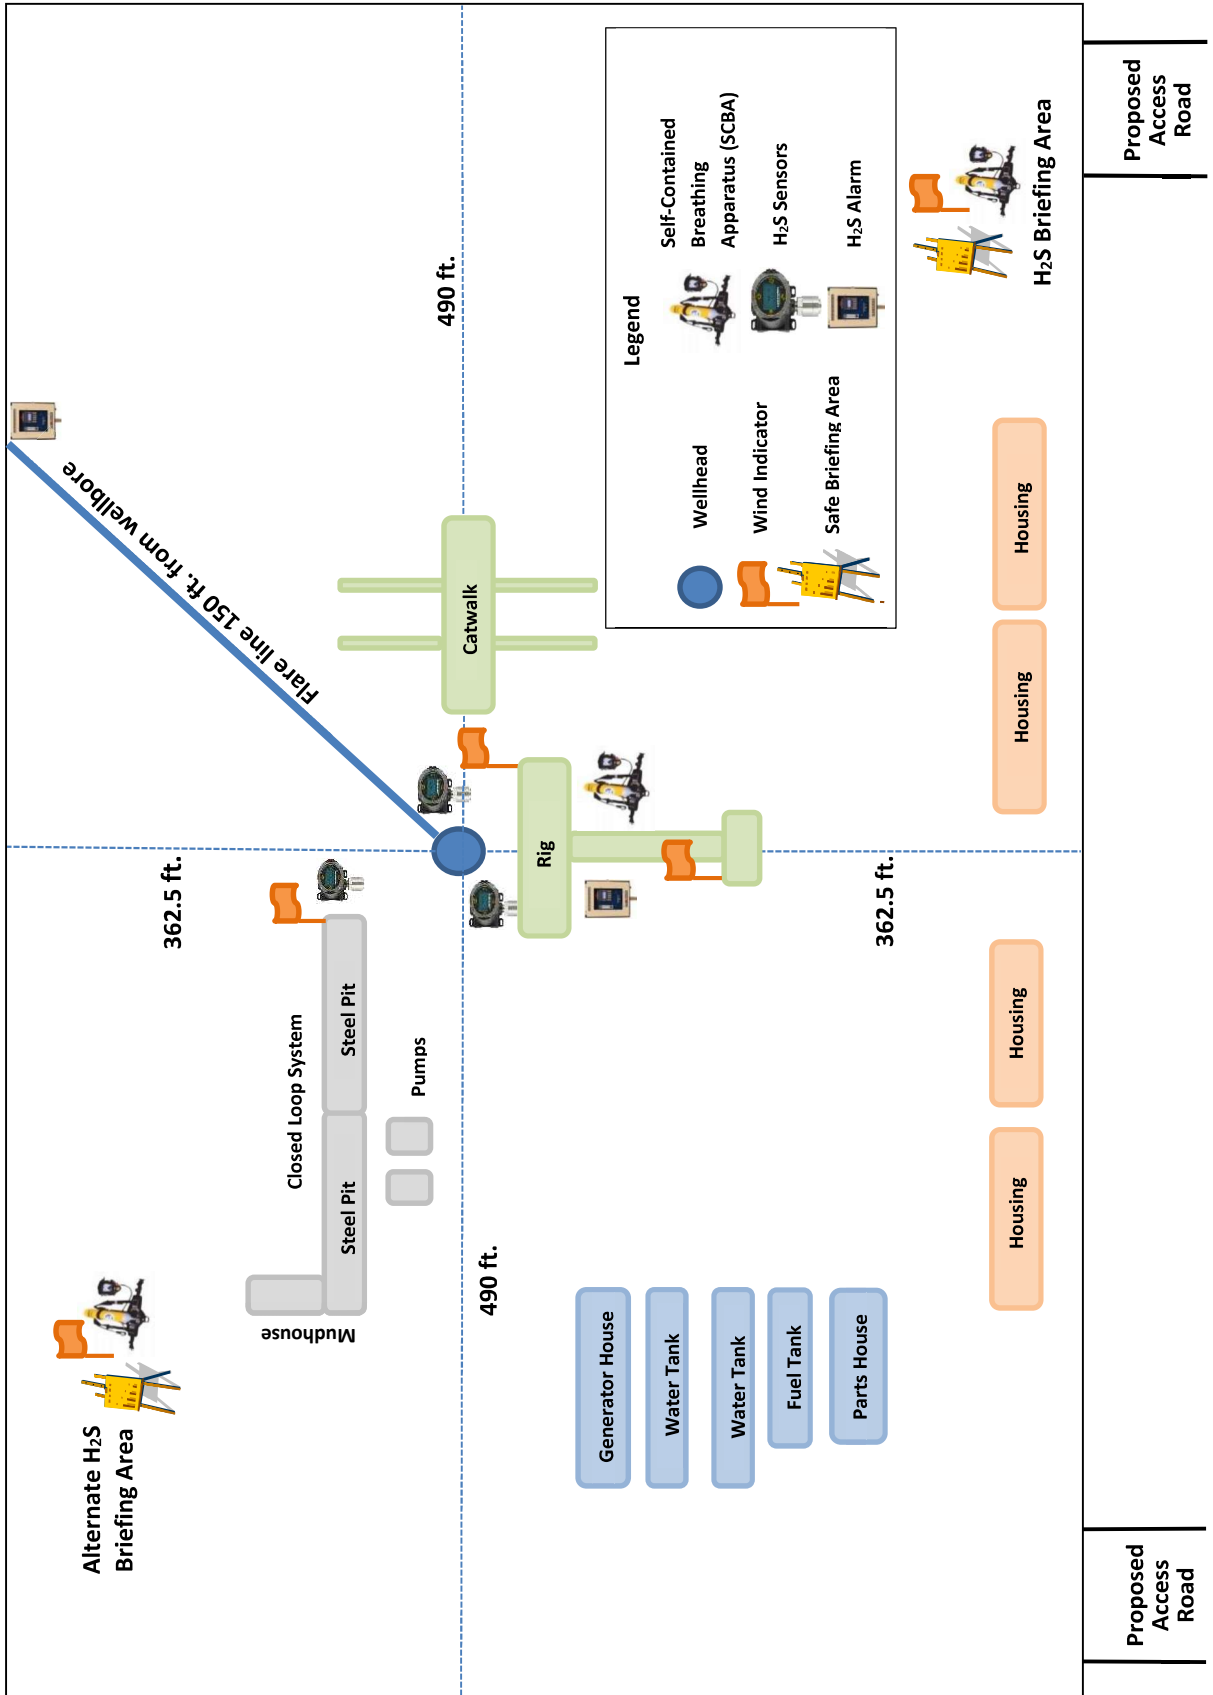 Proposed
Access
Road
Proposed
Access
Road
Alternate H₂S
Briefing Area
Mudhouse
Closed Loop System
Steel Pit
Steel Pit
Pumps
362.5 ft.
Flare line 150 ft. from wellbore
490 ft.
490 ft.
Catwalk
Rig
362.5 ft.
Generator House
Water Tank
Water Tank
Fuel Tank
Parts House
Housing
Housing
Housing
Housing
H₂S Briefing Area
Legend
Wellhead
Wind Indicator
Safe Briefing Area
Self-Contained
Breathing
Apparatus (SCBA)
H₂S Sensors
H₂S Alarm